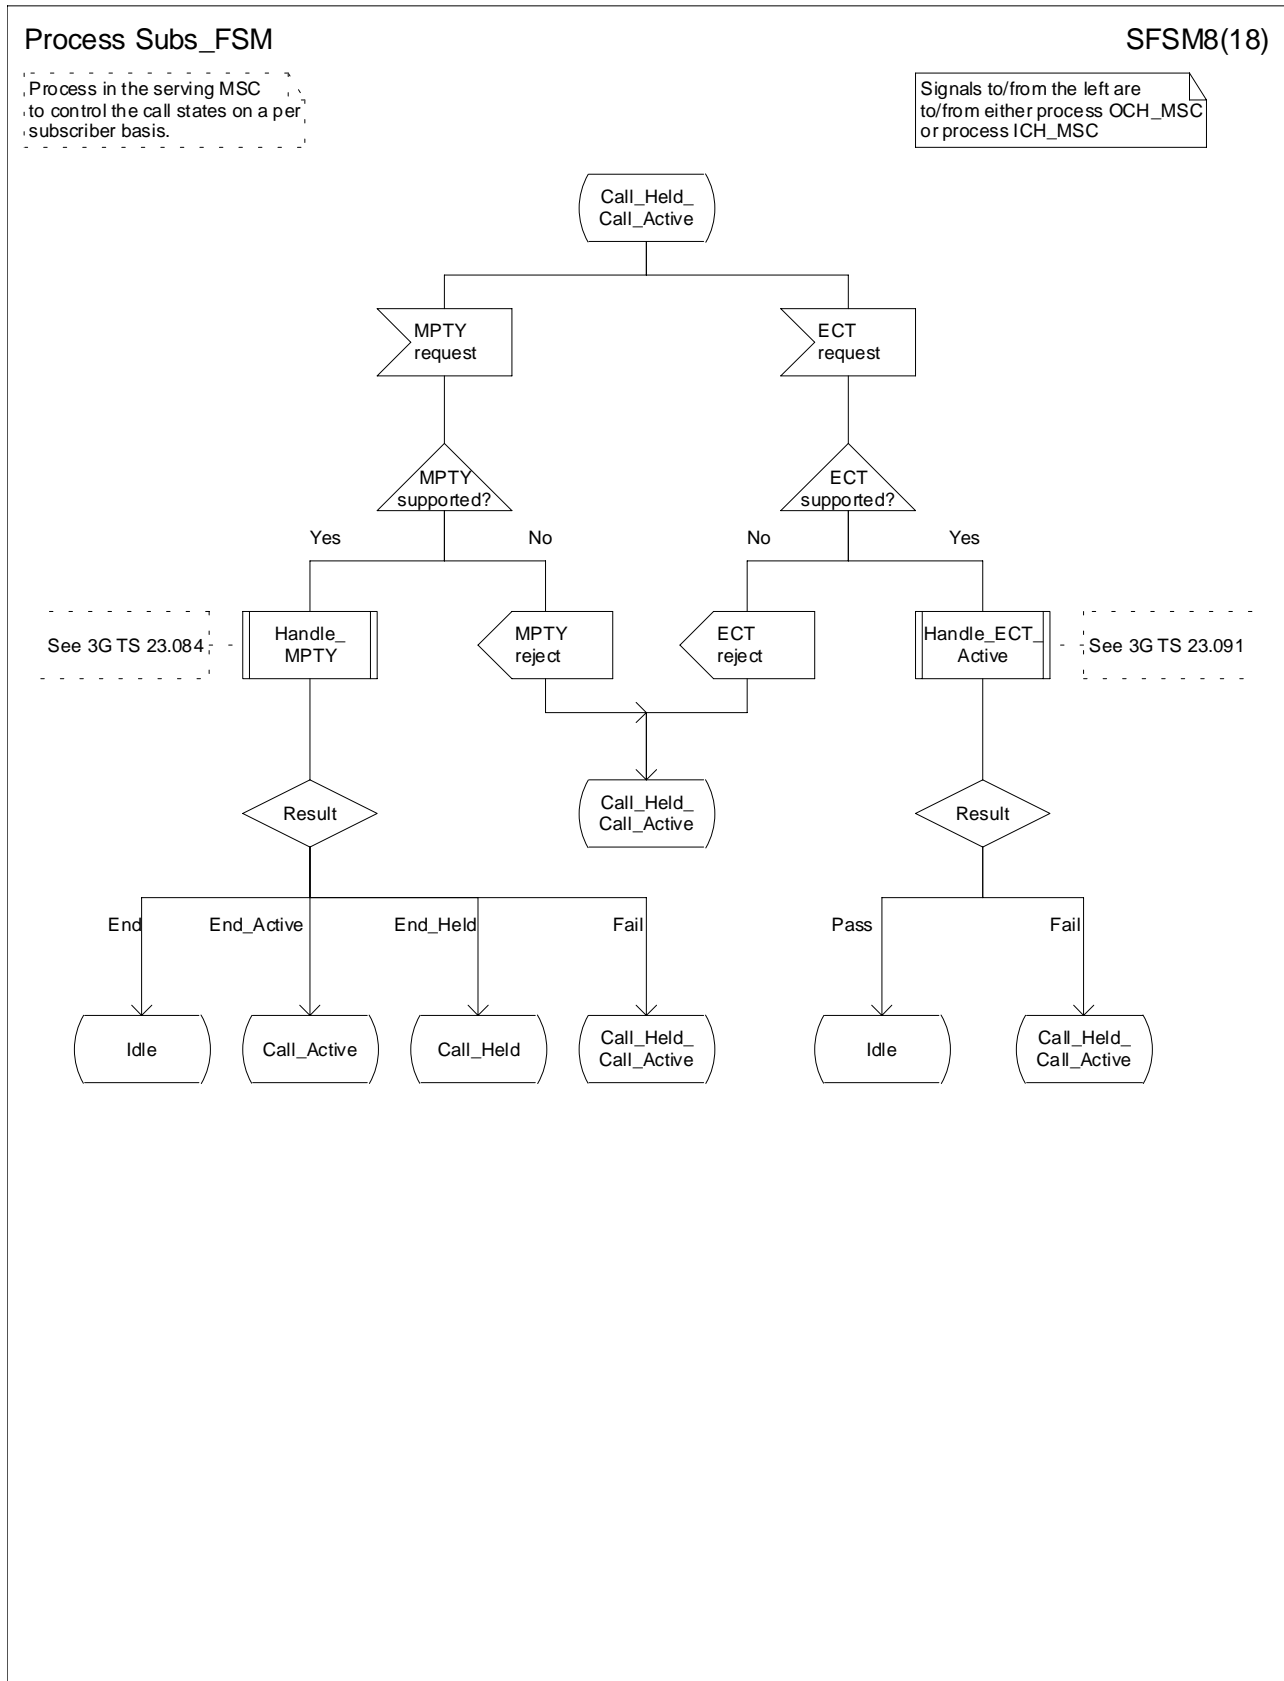 Process Subs_FSM
SFSM8(18)
Process in the serving MSC
to control the call states on a per
subscriber basis.
Signals to/from the left are
to/from either process OCH_MSC
or process ICH_MSC
Call_Held_
Call_Active
MPTY
request
ECT
request
MPTY
supported?
ECT
supported?
Yes
No
No
Yes
See 3G TS 23.084
Handle_
MPTY
MPTY
reject
ECT
reject
Handle_ECT_
Active
See 3G TS 23.091
Result
Call_Held_
Call_Active
Result
End
End_Active
End_Held
Fail
Pass
Fail
Idle
Call_Active
Call_Held
Call_Held_
Call_Active
Idle
Call_Held_
Call_Active